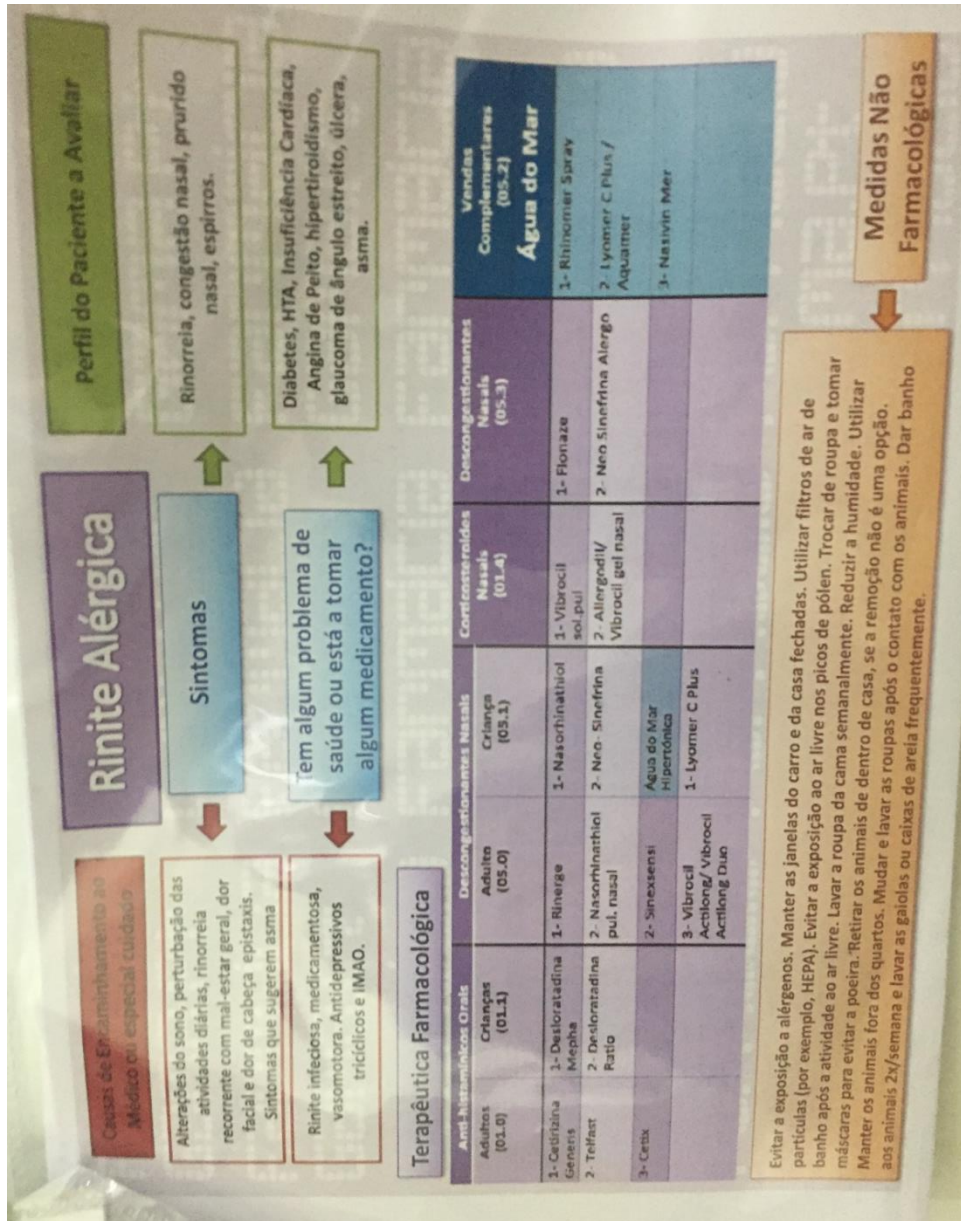 Rinite Alérgica
Causas de Encaminhamento ao
Médico ou especial cuidado
Perfil do Paciente a Avaliar
Alterações do sono, perturbação das
atividades diárias, rinorreia
recorrente com mal-estar geral, dor
facial e dor de cabeça epistaxis.
Sintomas que sugerem asma
Sintomas
Rinorreia, congestão nasal, prurido
nasal, espirros.
Rinite infeciosa, medicamentosa,
vasomotora. Antidepressivos
tricíclicos e IMAO.
Tem algum problema de
saúde ou está a tomar
algum medicamento?
Diabetes, HTA, Insuficiência Cardíaca,
Angina de Peito, hipertiroidismo,
glaucoma de ângulo estreito, úlcera,
asma.
Terapêutica Farmacológica
Anti-histamínicos Orais
Adultos
(01.0)
Crianças
(01.1)
Descongestionantes Nasais
Adulto
(05.0)
Criança
(05.1)
Corticosteroides
Nasais
(01.4)
Descongestionantes
Nasais
(05.3)
Vendas
Complementares
(05.2)
Água do Mar
1- Cetirizina
Generis
1- Desloratadina
Mepha
1- Rinerge
1- Nasorhinathiol
1- Vibrocil
sol.pul
1- Flonaze
1- Rhinomer Spray
2- Telfast
2- Desloratadina
Ratio
2- Nasorhinathiol
pul. nasal
2- Neo- Sinefrina
2- Allergodil/
Vibrocil gel nasal
2- Neo Sinefrina Alergo
2- Lyomer C Plus /
Aquamer
3- Cetix
2- Sinexsensi
Água do Mar
Hipertónica
3- Nasivin Mer
3- Vibrocil
Actilong/ Vibrocil
Actilong Duo
1- Lyomer C Plus
Evitar a exposição a alérgenos. Manter as janelas do carro e da casa fechadas. Utilizar filtros de ar de
partículas (por exemplo, HEPA). Evitar a exposição ao ar livre nos picos de pólen. Trocar de roupa e tomar
banho após a atividade ao ar livre. Lavar a roupa da cama semanalmente. Reduzir a humidade. Utilizar
máscaras para evitar a poeira. Retirar os animais de dentro de casa, se a remoção não é uma opção.
Manter os animais fora dos quartos. Mudar e lavar as roupas após o contato com os animais. Dar banho
aos animais 2x/semana e lavar as gaiolas ou caixas de areia frequentemente.
Medidas Não
Farmacológicas